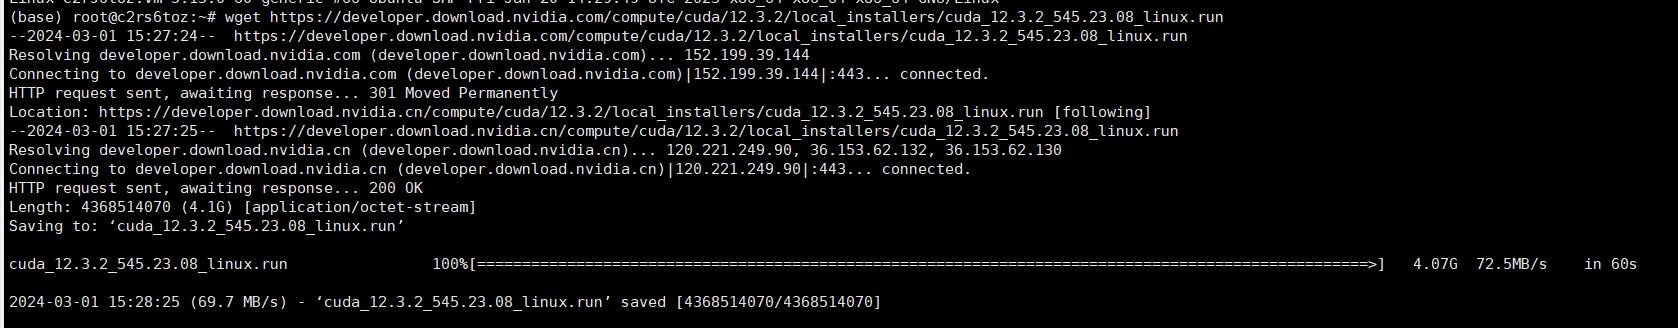 (base) root@c2rs6toz:~# wget https://developer.download.nvidia.com/compute/cuda/12.3.2/local_installers/cuda_12.3.2_545.23.08_linux.run
--2024-03-01 15:27:24--  https://developer.download.nvidia.com/compute/cuda/12.3.2/local_installers/cuda_12.3.2_545.23.08_linux.run
Resolving developer.download.nvidia.com (developer.download.nvidia.com)... 152.199.39.144
Connecting to developer.download.nvidia.com (developer.download.nvidia.com)|152.199.39.144|:443... connected.
HTTP request sent, awaiting response... 301 Moved Permanently
Location: https://developer.download.nvidia.cn/compute/cuda/12.3.2/local_installers/cuda_12.3.2_545.23.08_linux.run [following]
--2024-03-01 15:27:25--  https://developer.download.nvidia.cn/compute/cuda/12.3.2/local_installers/cuda_12.3.2_545.23.08_linux.run
Resolving developer.download.nvidia.cn (developer.download.nvidia.cn)... 120.221.249.90, 36.153.62.132, 36.153.62.130
Connecting to developer.download.nvidia.cn (developer.download.nvidia.cn)|120.221.249.90|:443... connected.
HTTP request sent, awaiting response... 200 OK
Length: 4368514070 (4.1G) [application/octet-stream]
Saving to: ‘cuda_12.3.2_545.23.08_linux.run’
cuda_12.3.2_545.23.08_linux.run 100%[===================================================================================================>] 4.07G 72.5MB/s in 60s
2024-03-01 15:28:25 (69.7 MB/s) - ‘cuda_12.3.2_545.23.08_linux.run’ saved [4368514070/4368514070]